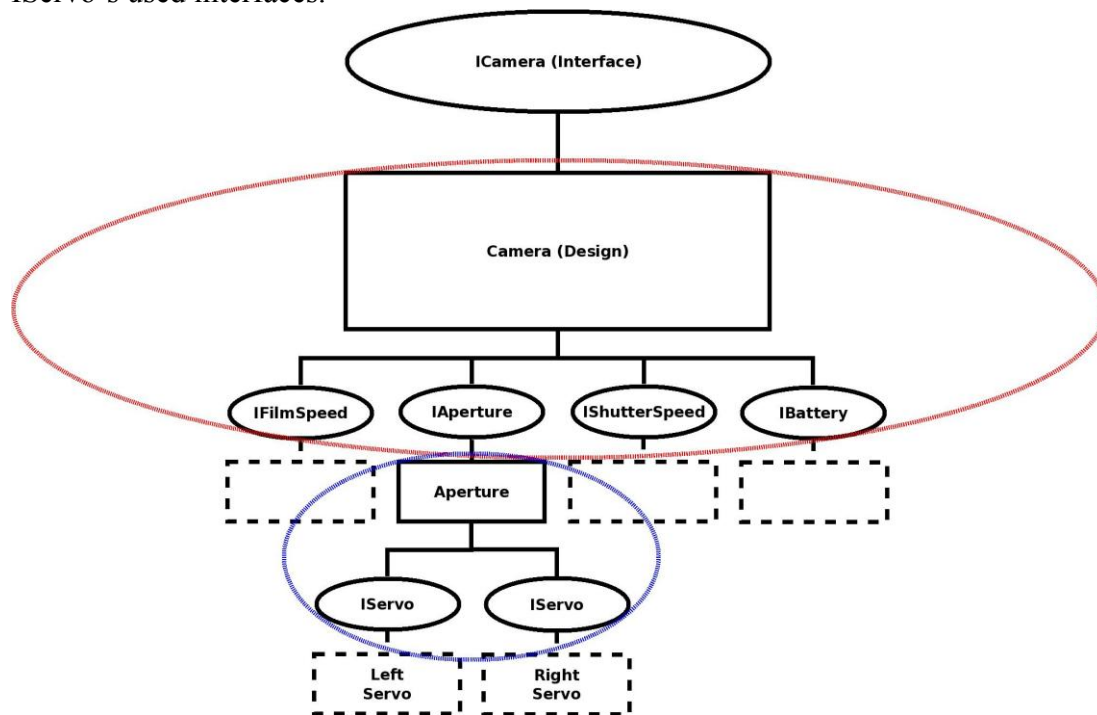 IServo's used interfaces.
ICamera (Interface)
Camera (Design)
IFilmSpeed
IAperture
IShutterSpeed
IBattery
Aperture
IServo
IServo
Left
Servo
Right
Servo